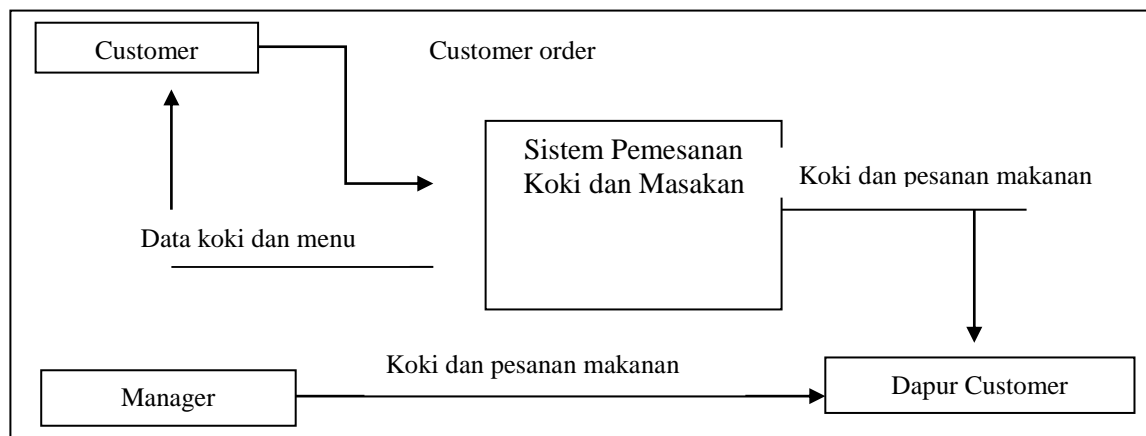 Customer
Customer order
Sistem Pemesanan
Koki dan Masakan
Koki dan pesanan makanan
Data koki dan menu
Koki dan pesanan makanan
Manager
Dapur Customer